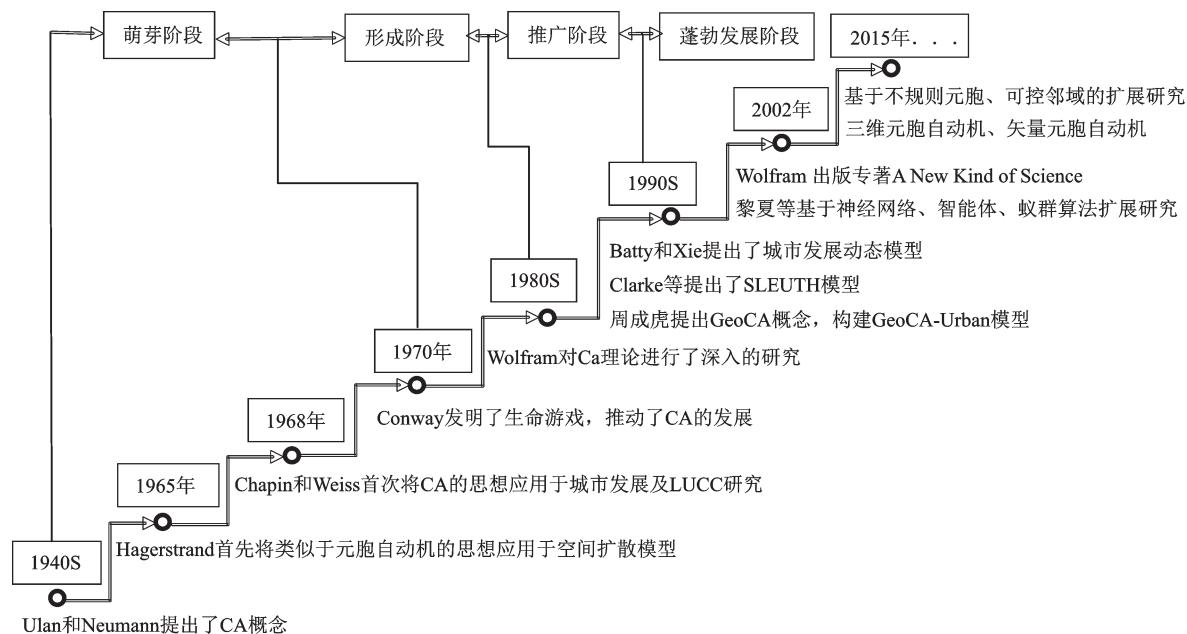 萌芽阶段
形成阶段
推广阶段
蓬勃发展阶段
2015年...
基于不规则元胞、可控邻域的扩展研究
三维元胞自动机、矢量元胞自动机
2002年
Wolfram 出版专著A New Kind of Science
黎夏等基于神经网络、智能体、蚁群算法扩展研究
1990S
Batty和Xie提出了城市发展动态模型
Clarke等提出了SLEUTH模型
周成虎提出GeoCA概念，构建GeoCA-Urban模型
1980S
Wolfram对Ca理论进行了深入的研究
1970年
Conway发明了生命游戏，推动了CA的发展
1968年
Chapin和Weiss首次将CA的思想应用于城市发展及LUCC研究
1965年
Hagerstrand首先将类似于元胞自动机的思想应用于空间扩散模型
1940S
Ulan和Neumann提出了CA概念